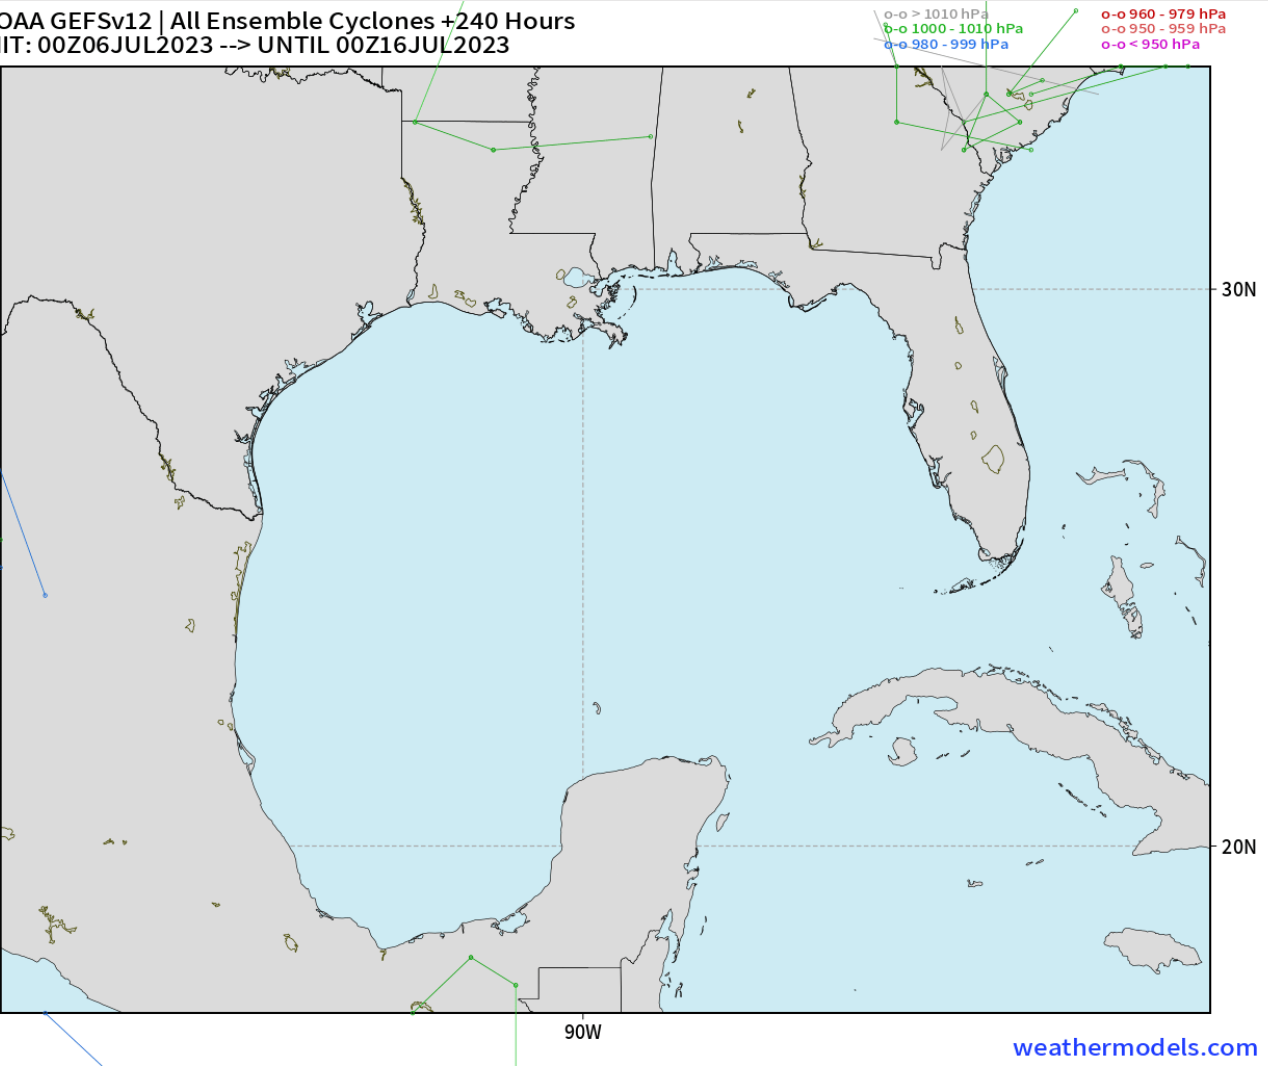 OAA GEFSv12 | All Ensemble Cyclones +240 Hours
IIT: 00Z06JUL2023 --> UNTIL 00Z16JUL2023
o-o > 1010 hPa
o-o 1000 - 1010 hPa
o-o 980 - 999 hPa
o-o 960 - 979 hPa
o-o 950 - 959 hPa
o-o < 950 hPa
30N
20N
90W
weathermodels.com